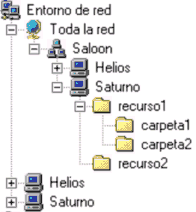 Entorno de red
Toda la red
Saloon
Helios
Saturno
recurso1
carpeta1
carpeta2
recurso2
Helios
Saturno